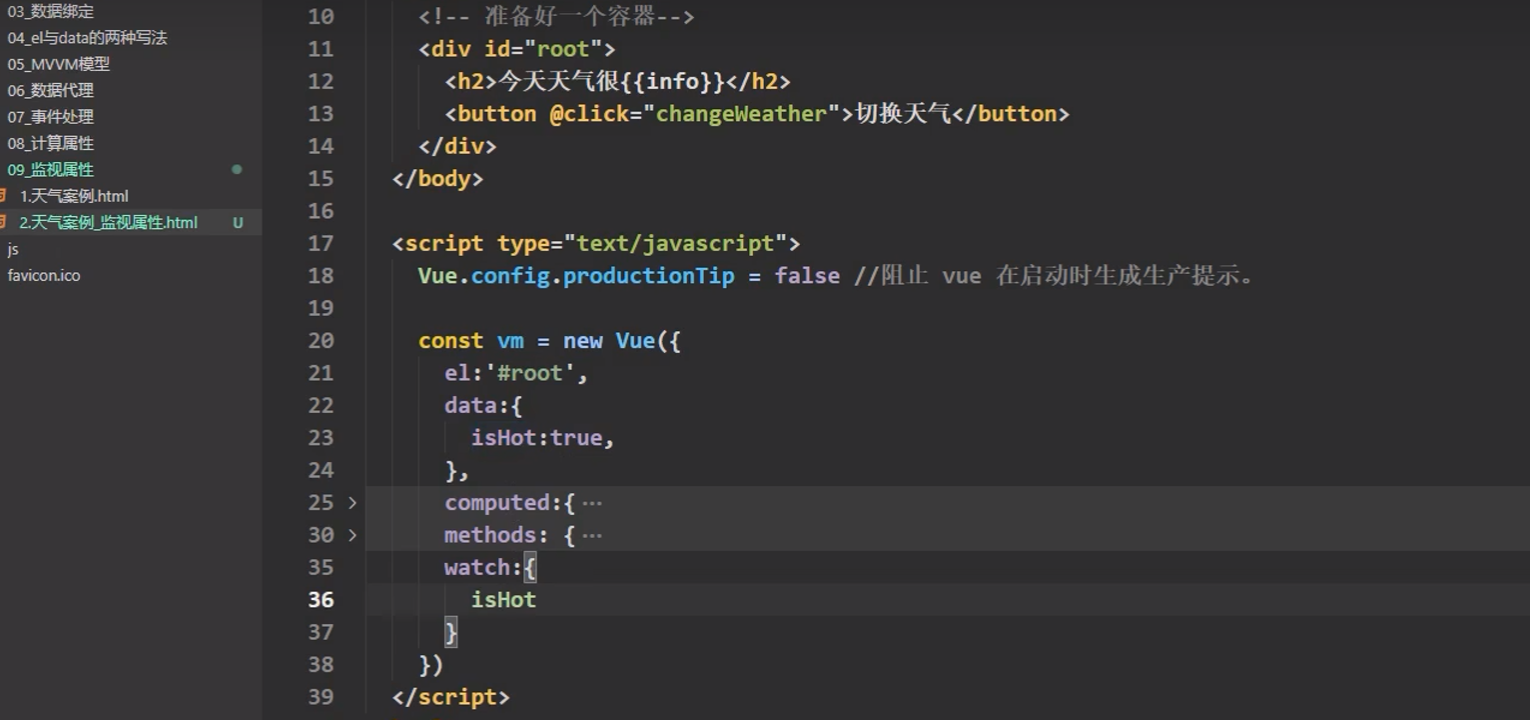 03_数据绑定
04_el与data的两种写法
05_MVVM模型
06_数据代理
07_事件处理
08_计算属性
09_监视属性
1.天气案例.html
2.天气案例_监视属性.html U
js
favicon.ico
10 <!-- 准备好一个容器-->
11 <div id="root">
12 <h2>今天天气很{{info}}</h2>
13 <button @click="changeWeather">切换天气</button>
14 </div>
15 </body>
16
17 <script type="text/javascript">
18 Vue.config.productionTip = false //阻止 vue 在启动时生成生产提示。
19
20 const vm = new Vue({
21 el:'#root',
22 data:{
23 isHot:true,
24 },
25 computed:{ ···
30 methods: { ···
35 watch:{
36 isHot
37 }
38 })
39 </script>